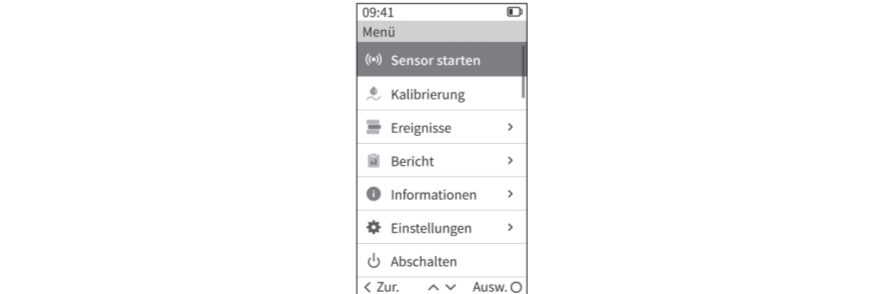 09:41
Menü
Sensor starten
Kalibrierung
Ereignisse
Bericht
Informationen
Einstellungen
Abschalten
Zur. Ausw.